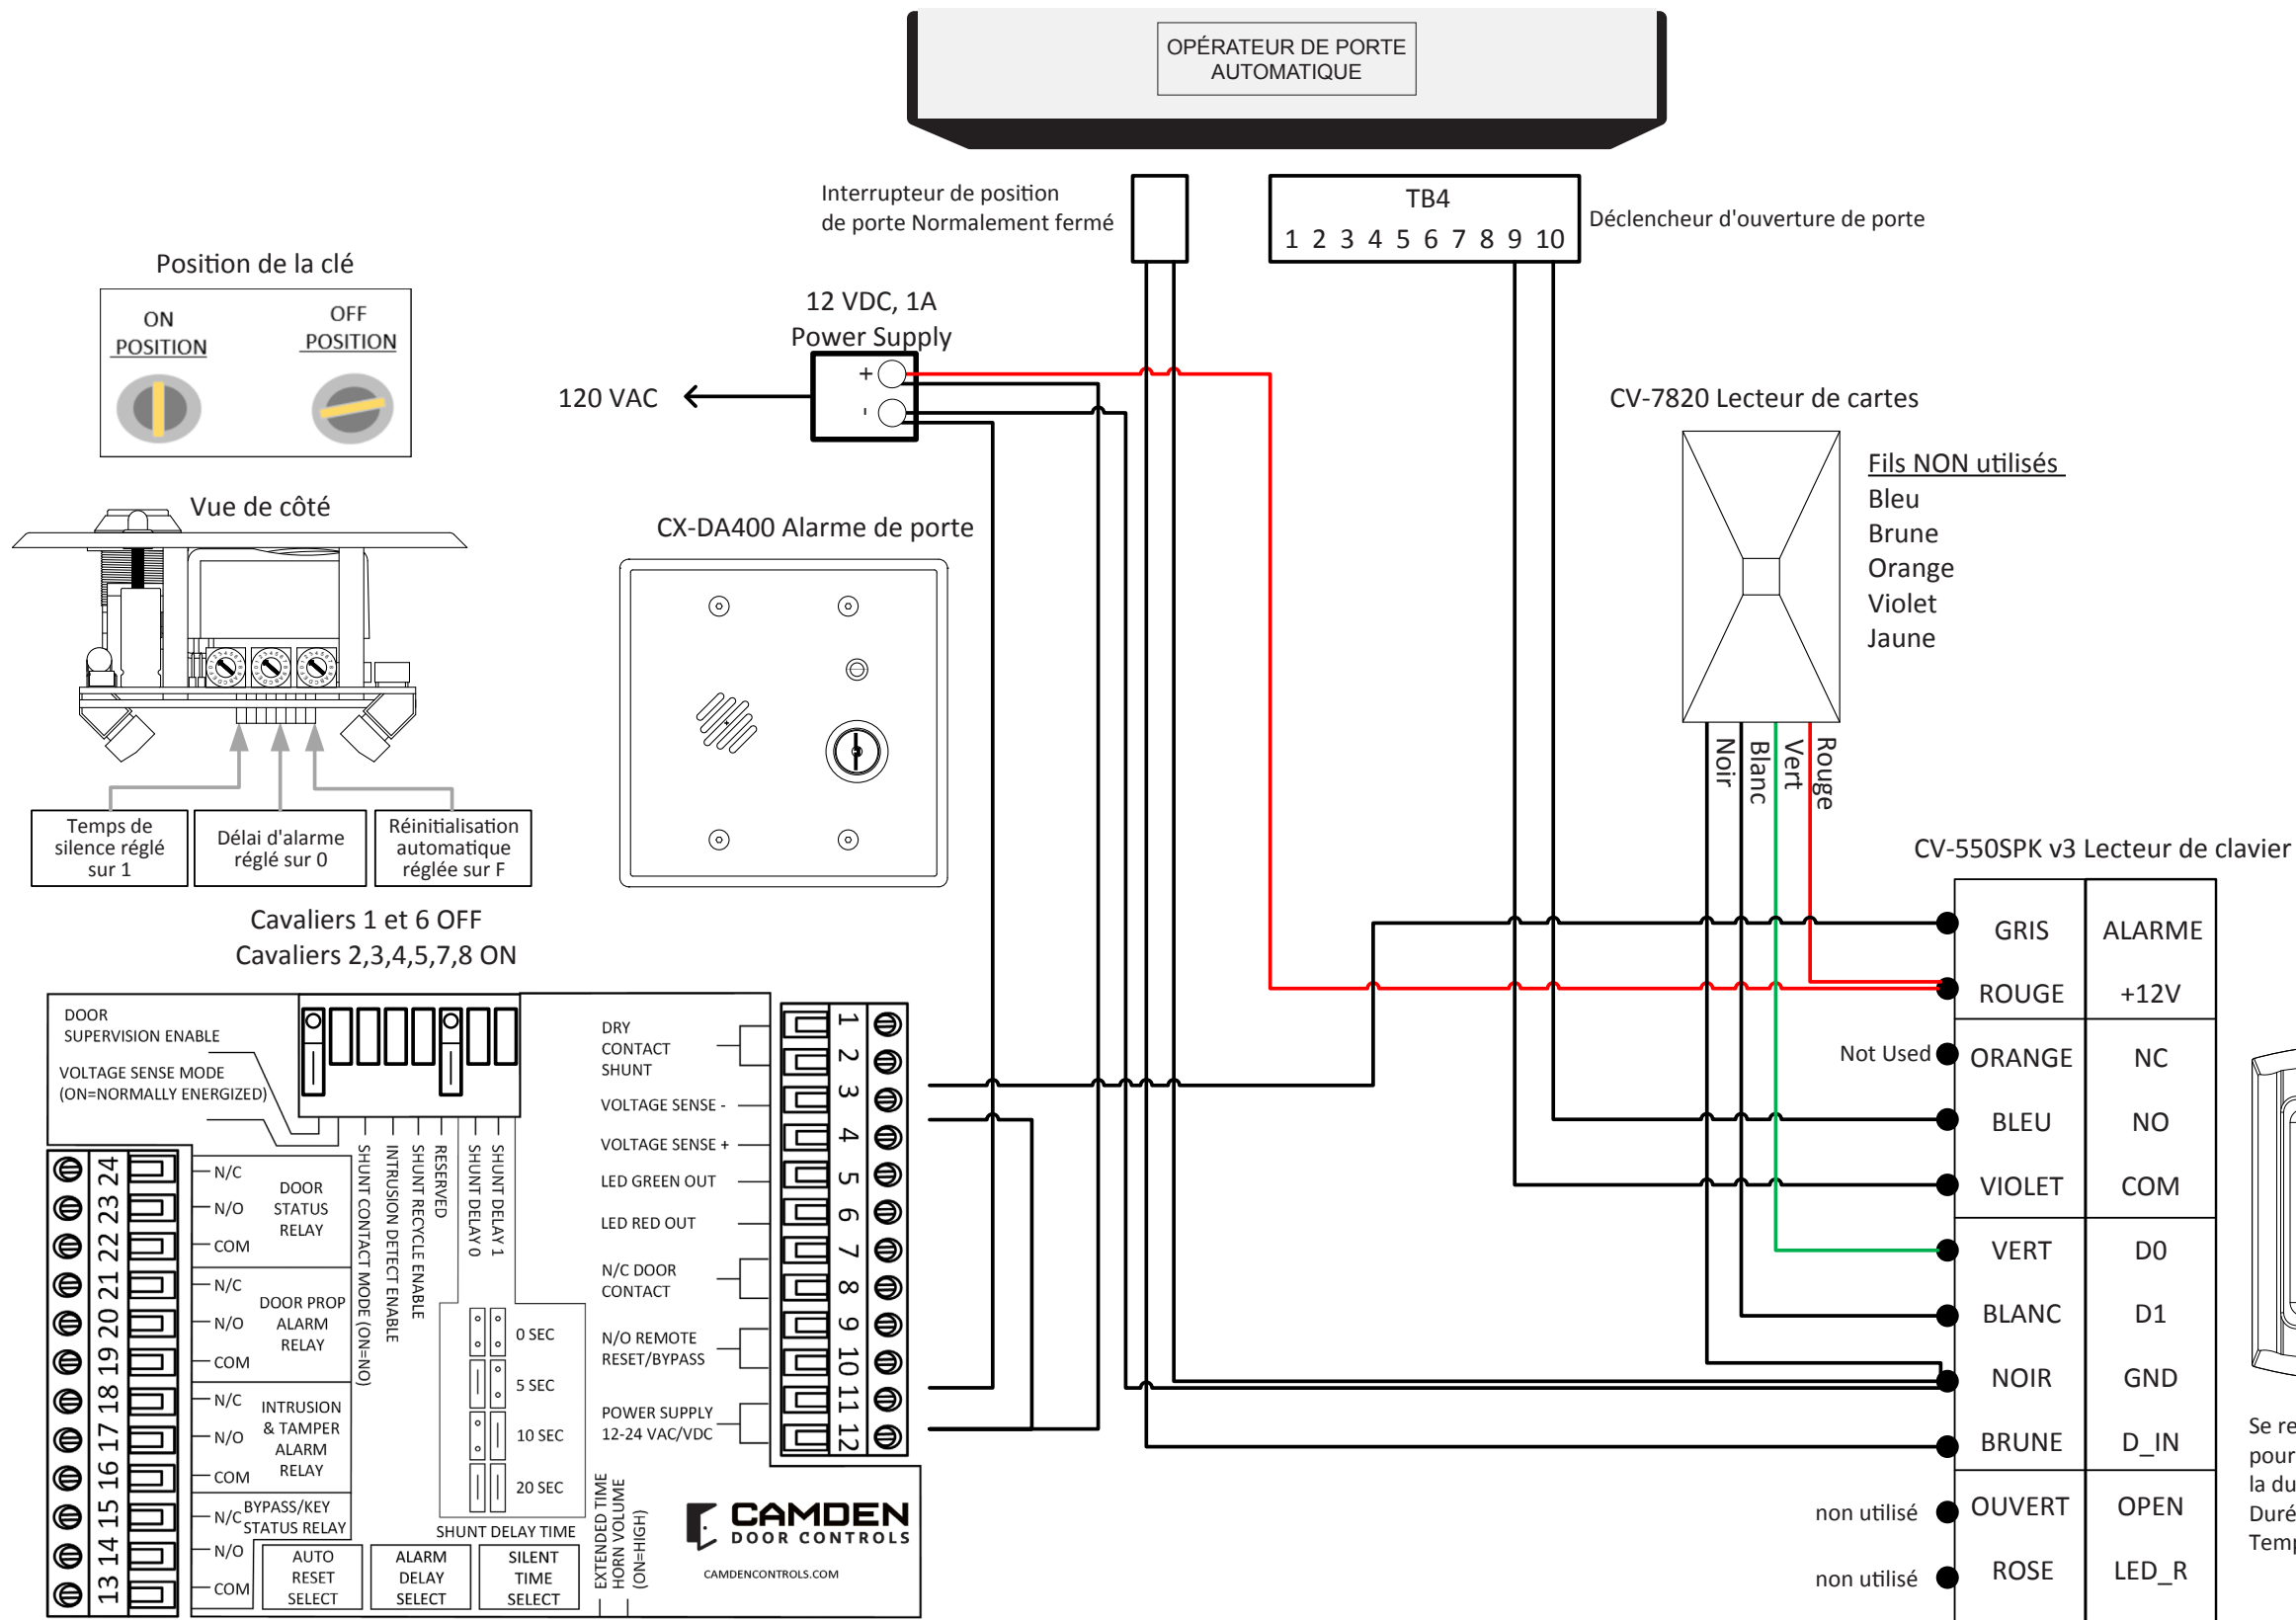 OPÉRATEUR DE PORTE
AUTOMATIQUE
Interrupteur de position
de porte Normalement fermé
TB4
1 2 3 4 5 6 7 8 9 10
Déclencheur d'ouverture de porte
Position de la clé
ON
POSITION
OFF
POSITION
12 VDC, 1A
Power Supply
+
-
120 VAC
CV-7820 Lecteur de cartes
Fils NON utilisés
Bleu
Brune
Orange
Violet
Jaune
Noir
Blanc
Vert
Rouge
Vue de côté
Temps de
silence réglé
sur 1
Délai d'alarme
réglé sur 0
Réinitialisation
automatique
réglée sur F
CX-DA400 Alarme de porte
Cavaliers 1 et 6 OFF
Cavaliers 2,3,4,5,7,8 ON
DOOR
SUPERVISION ENABLE
VOLTAGE SENSE MODE
(ON=NORMALLY ENERGIZED)
SHUNT CONTACT MODE (ON=NO)
INTRUSION DETECT ENABLE
SHUNT RECYCLE ENABLE
RESERVED
SHUNT DELAY 0
SHUNT DELAY 1
0 SEC
5 SEC
10 SEC
20 SEC
SHUNT DELAY TIME
24
23
22
21
20
19
18
17
16
15
14
13
N/C
N/O
COM
DOOR
STATUS
RELAY
N/C
N/O
COM
DOOR PROP
ALARM
RELAY
N/C
N/O
COM
INTRUSION
& TAMPER
ALARM
RELAY
N/C
N/O
COM
BYPASS/KEY
STATUS RELAY
AUTO
RESET
SELECT
ALARM
DELAY
SELECT
SILENT
TIME
SELECT
EXTENDED TIME
HORN VOLUME
(ON=HIGH)
DRY
CONTACT
SHUNT
VOLTAGE SENSE -
VOLTAGE SENSE +
LED GREEN OUT
LED RED OUT
N/C DOOR
CONTACT
N/O REMOTE
RESET/BYPASS
POWER SUPPLY
12-24 VAC/VDC
1
2
3
4
5
6
7
8
9
10
11
12
CAMDEN
DOOR CONTROLS
CAMDENCONTROLS.COM
CV-550SPK v3 Lecteur de clavier
GRIS ALARME
ROUGE +12V
Not Used ORANGE NC
BLEU NO
VIOLET COM
VERT D0
BLANC D1
NOIR GND
BRUNE D_IN
non utilisé OUVERT OPEN
non utilisé ROSE LED_R
Se re
pour
la du
Duré
Temp